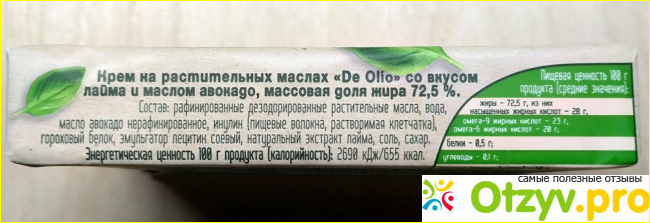 Крем на растительных маслах «De Olio» со вкусом
лайма и маслом авокадо, массовая доля жира 72,5 %.
Состав: рафинированные дезодорированные растительные масла, вода,
масло авокадо нерафинированное, инулин (пищевые волокна, растворимая клетчатка),
гороховый белок, эмульгатор лецитин соевый, натуральный экстракт лайма, соль, сахар.
Энергетическая ценность 100 г продукта (калорийность): 2690 кДж/655 ккал.
Пищевая ценность 100 г
продукта (средние значения):
жиры - 72,5 г, из них
насыщенных жирных кислот - 28 г,
омега-9 жирных кислот - 23 г,
омега-6 жирных кислот - 20 г;
белки - 0,5 г;
углеводы - 0,1 г;
самые полезные отзывы
Otzyv.pro